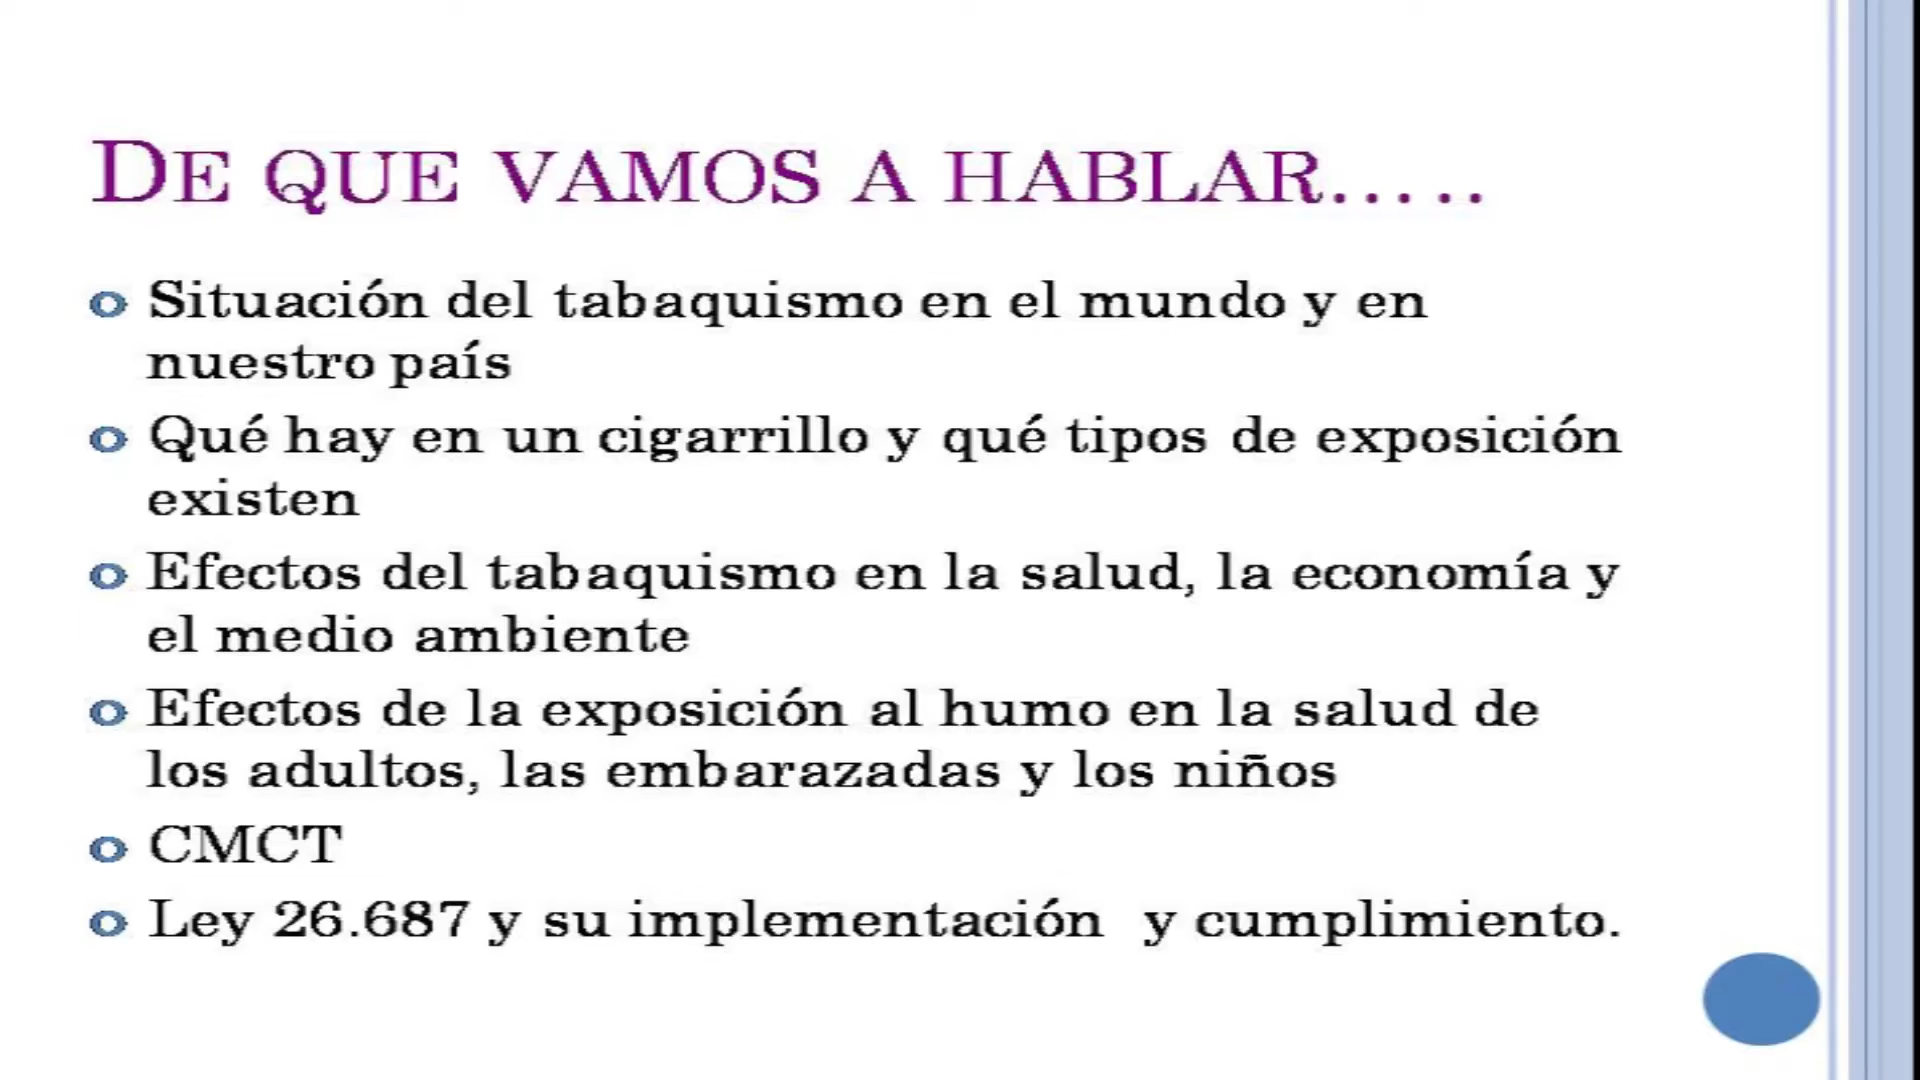 DE QUE VAMOS A HABLAR.....
Situación del tabaquismo en el mundo y en
nuestro país
Qué hay en un cigarrillo y qué tipos de exposición
existen
Efectos del tabaquismo en la salud, la economía y
el medio ambiente
Efectos de la exposición al humo en la salud de
los adultos, las embarazadas y los niños
CMCT
Ley 26.687 y su implementación y cumplimiento.